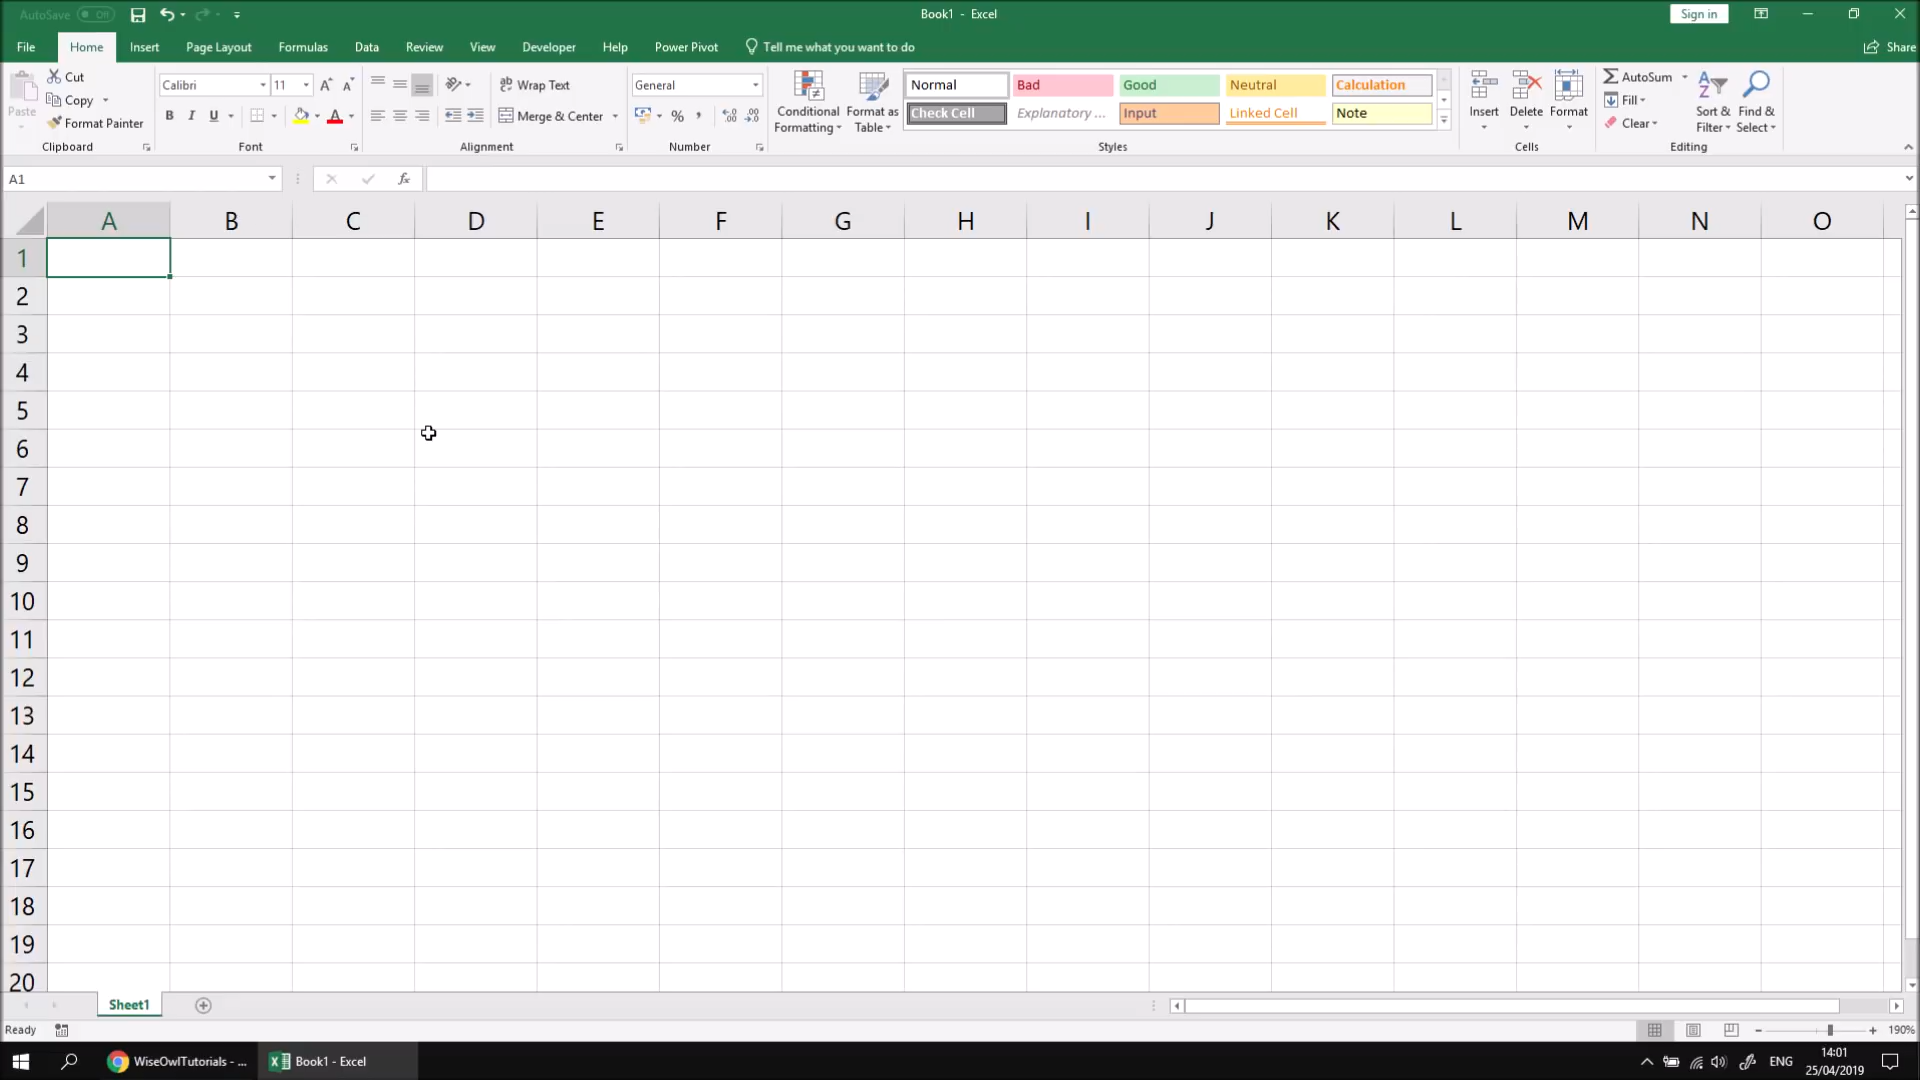 AutoSave Off
Book1 - Excel
Sign in
File Home Insert Page Layout Formulas Data Review View Developer Help Power Pivot Tell me what you want to do Share
Paste
Cut
Copy
Format Painter
Clipboard
Calibri 11
B I U A
Font
Wrap Text
Merge & Center
Alignment
General
%
Number
Conditional Formatting
Format as Table
Normal Bad Good Neutral Calculation
Check Cell Explanatory ... Input Linked Cell Note
Styles
Insert Delete Format
Cells
AutoSum
Fill
Clear
Sort & Filter
Find & Select
Editing
A1
fx
A B C D E F G H I J K L M N O
1
2
3
4
5
6
7
8
9
10
11
12
13
14
15
16
17
18
19
20
Sheet1
Ready
190%
WiseOwlTutorials - ...
Book1 - Excel
ENG
14:01
25/04/2019